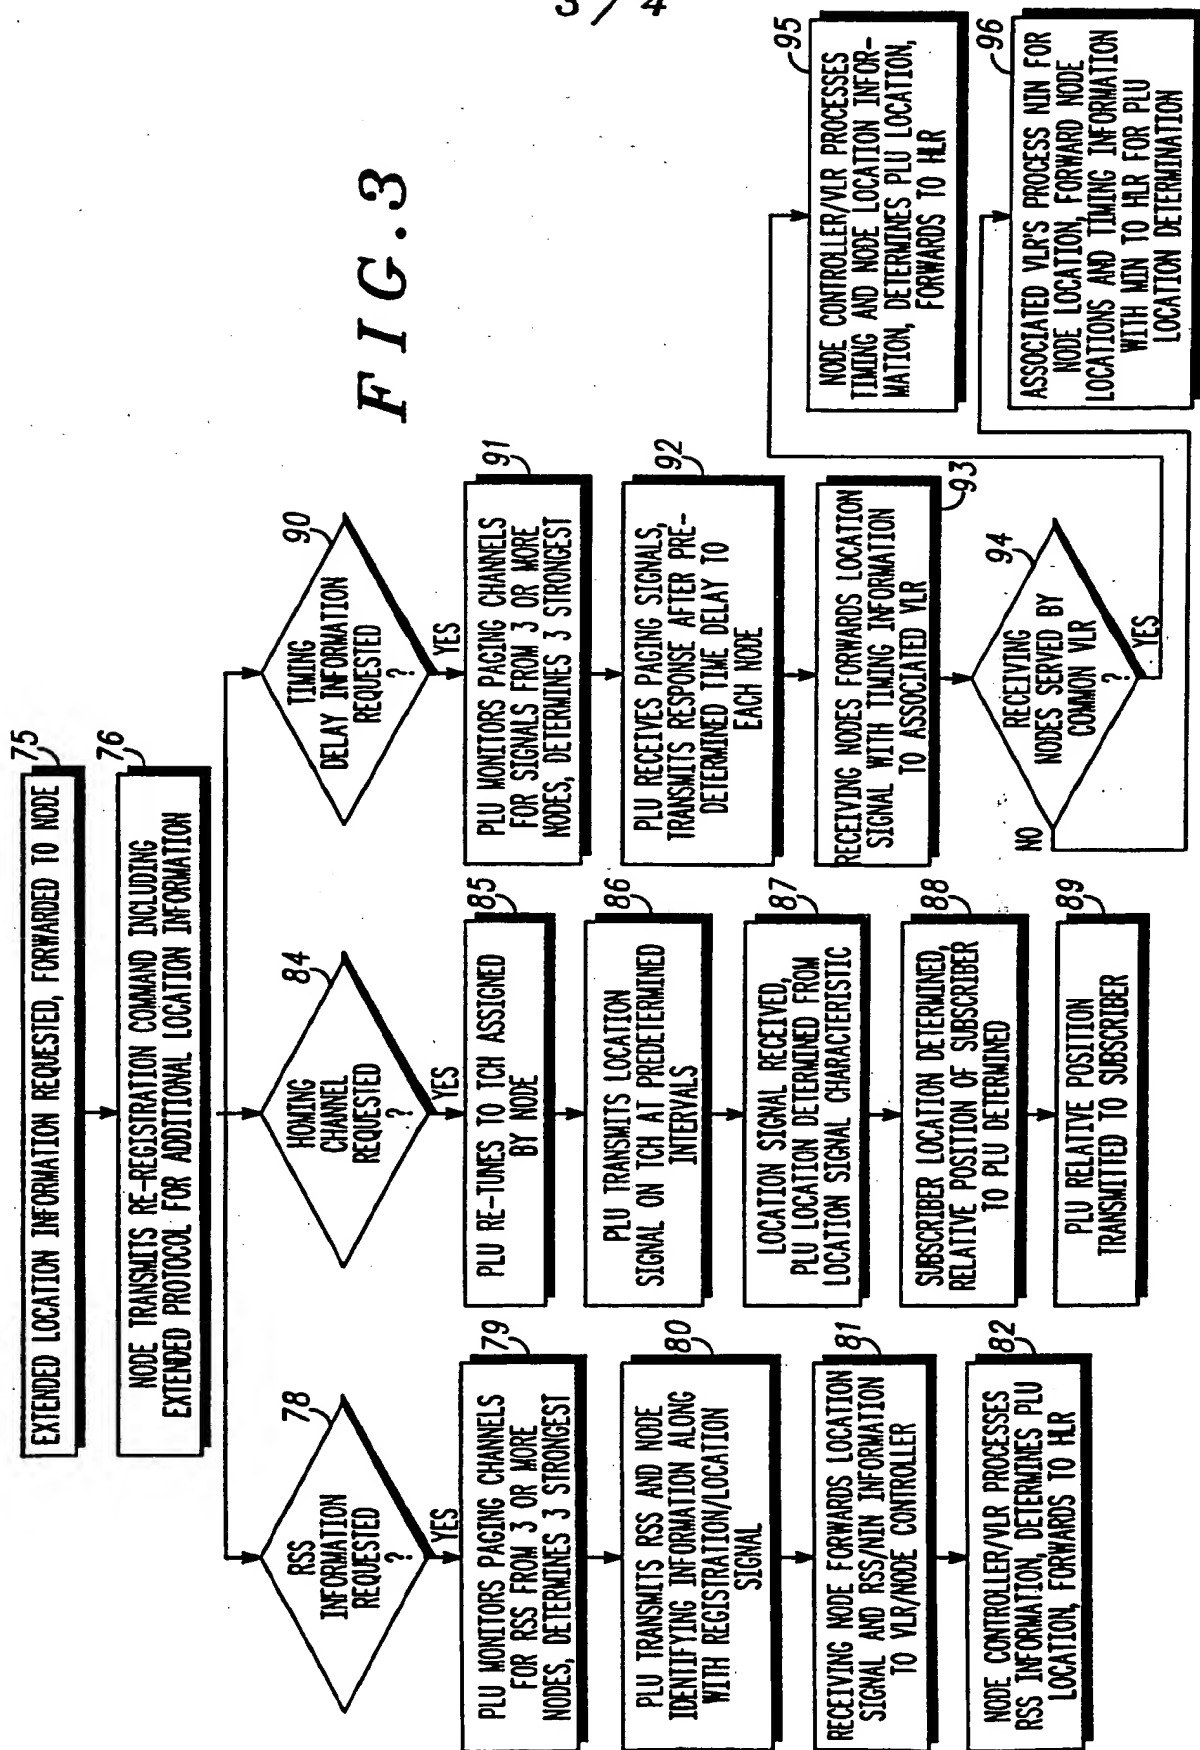 3/4
FIG.3
75
EXTENDED LOCATION INFORMATION REQUESTED, FORWARDED TO NODE
76
NODE TRANSMITS RE-REGISTRATION COMMAND INCLUDING
EXTENDED PROTOCOL FOR ADDITIONAL LOCATION INFORMATION
78
RSS
INFORMATION
REQUESTED
?
YES
79
PLU MONITORS PAGING CHANNELS
FOR RSS FROM 3 OR MORE
NODES, DETERMINES 3 STRONGEST
80
PLU TRANSMITS RSS AND NODE
IDENTIFYING INFORMATION ALONG
WITH REGISTRATION/LOCATION
SIGNAL
81
RECEIVING NODE FORWARDS LOCATION
SIGNAL AND RSS/NIN INFORMATION
TO VLR/NODE CONTROLLER
82
NODE CONTROLLER/VLR PROCESSES
RSS INFORMATION, DETERMINES PLU
LOCATION, FORWARDS TO HLR
84
HOMING
CHANNEL
REQUESTED
?
YES
85
PLU RE-TUNES TO TCH ASSIGNED
BY NODE
86
PLU TRANSMITS LOCATION
SIGNAL ON TCH AT PREDETERMINED
INTERVALS
87
LOCATION SIGNAL RECEIVED,
PLU LOCATION DETERMINED FROM
LOCATION SIGNAL CHARACTERISTIC
88
SUBSCRIBER LOCATION DETERMINED,
RELATIVE POSITION OF SUBSCRIBER
TO PLU DETERMINED
89
PLU RELATIVE POSITION
TRANSMITTED TO SUBSCRIBER
90
TIMING
DELAY INFORMATION
REQUESTED
?
YES
91
PLU MONITORS PAGING CHANNELS
FOR SIGNALS FROM 3 OR MORE
NODES, DETERMINES 3 STRONGEST
92
PLU RECEIVES PAGING SIGNALS,
TRANSMITS RESPONSE AFTER PRE-
DETERMINED TIME DELAY TO
EACH NODE
93
RECEIVING NODES FORWARDS LOCATION
SIGNAL WITH TIMING INFORMATION
TO ASSOCIATED VLR
94
RECEIVING
NODES SERVED BY
COMMON VLR
?
NO
YES
95
NODE CONTROLLER/VLR PROCESSES
TIMING AND NODE LOCATION INFOR-
MATION, DETERMINES PLU LOCATION,
FORWARDS TO HLR
96
ASSOCIATED VLR'S PROCESS NIN FOR
NODE LOCATION, FORWARD NODE
LOCATIONS AND TIMING INFORMATION
WITH MIN TO HLR FOR PLU
LOCATION DETERMINATION